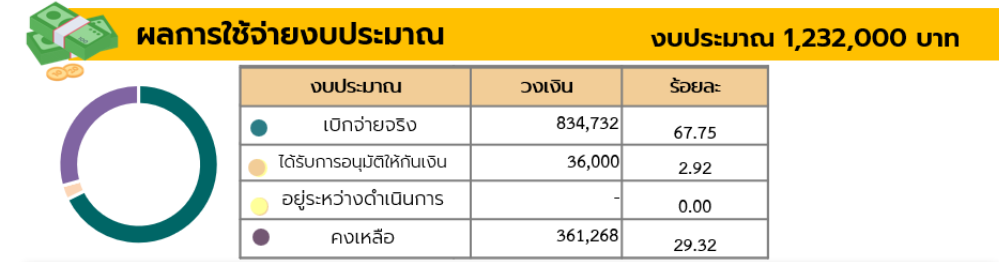 ผลการใช้จ่ายงบประมาณ งบประมาณ 1,232,000 บาท
งบประมาณ วงเงิน ร้อยละ
เบิกจ่ายจริง 834,732 67.75
ได้รับการอนุมัติให้กันเงิน 36,000 2.92
อยู่ระหว่างดำเนินการ - 0.00
คงเหลือ 361,268 29.32